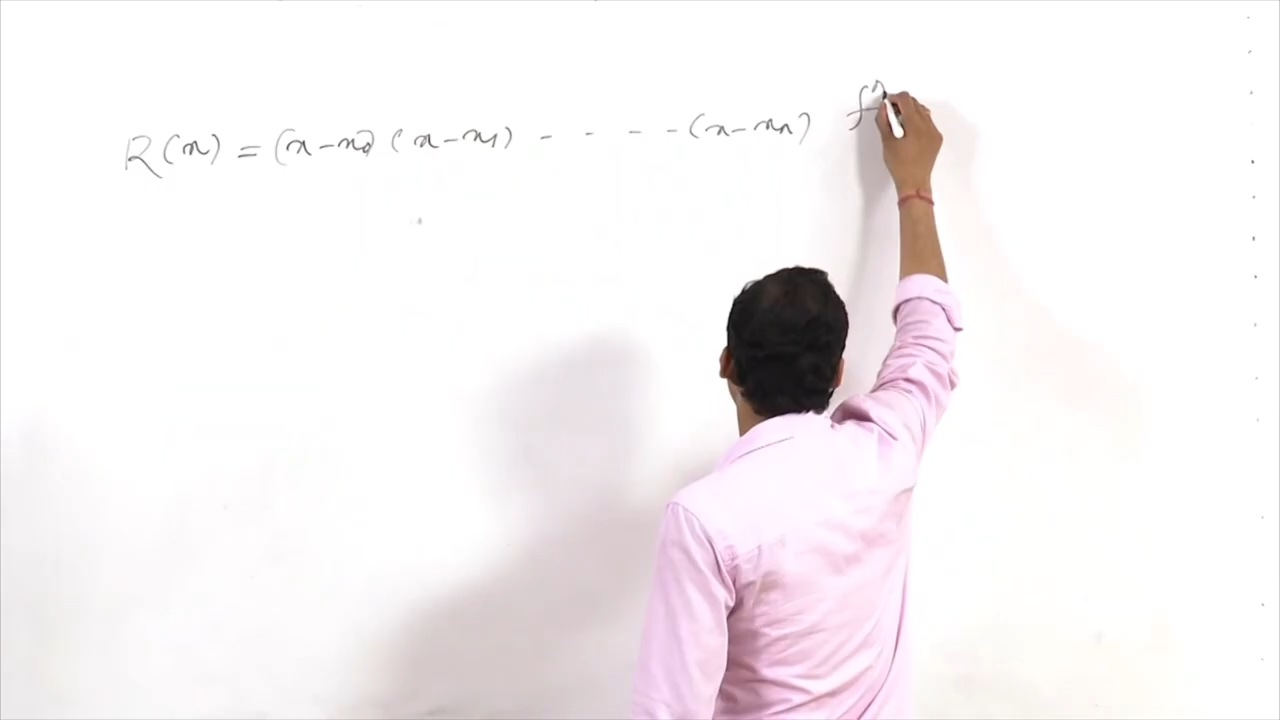 R(x) = (x-x0) (x-x1) - - - - (x-xn) f^n